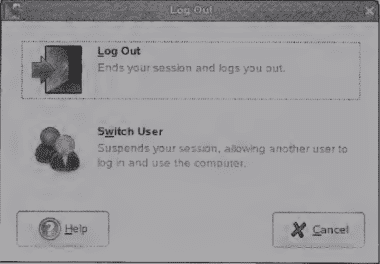 Log Out
Log Out
Ends your session and logs you out.
Switch User
Suspends your session, allowing another user to
log in and use the computer.
Help
Cancel